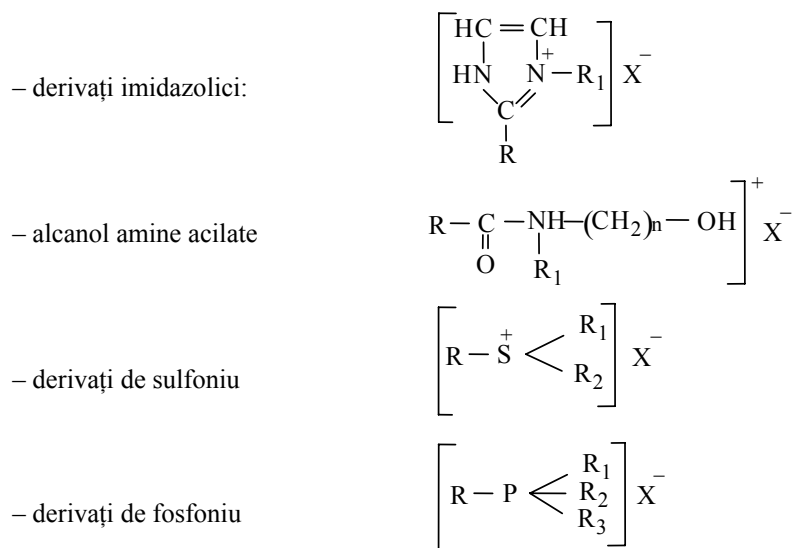 HC=CH
– derivați imidazolici: [ HN N⁺–R₁ ] X⁻
C
R
– alcanol amine acilate R–C–NH–(CH₂)n–OH ]⁺ X⁻
O R₁
– derivați de sulfoniu [ R–S⁺ R₁ R₂ ] X⁻
– derivați de fosfoniu [ R–P R₁ R₂ R₃ ] X⁻